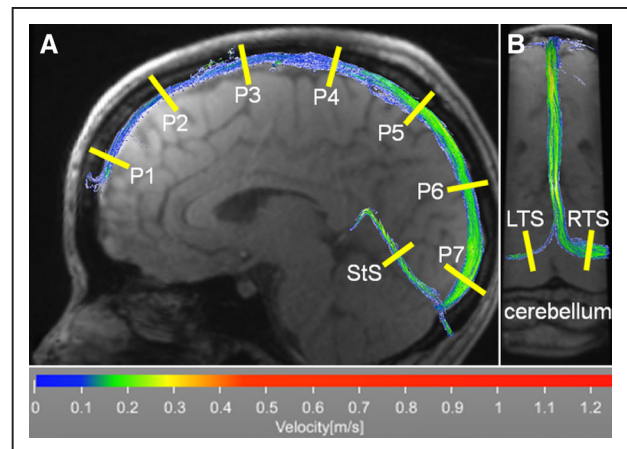 A
B
P1
P2
P3
P4
P5
P6
P7
StS
LTS RTS
cerebellum
0 0.1 0.2 0.3 0.4 0.5 0.6 0.7 0.8 0.9 1 1.1 1.2
Velocity[m/s]